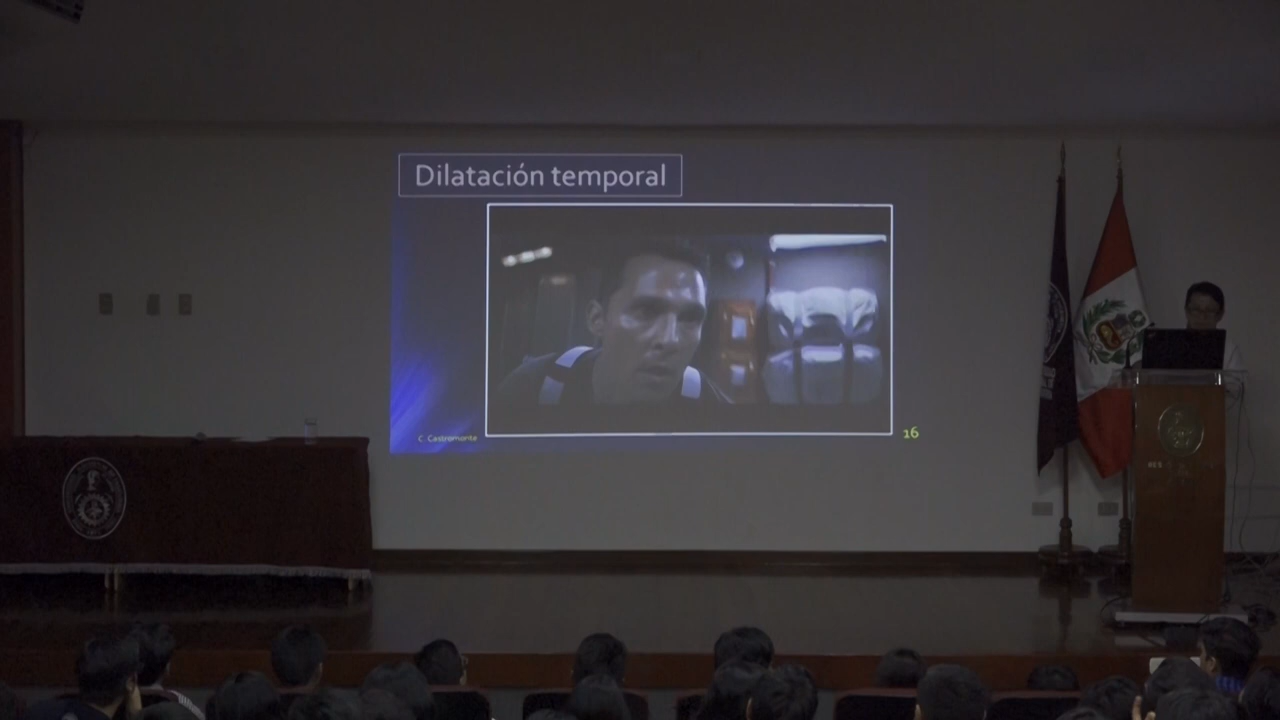 Dilatación temporal
C. Castromonte
16